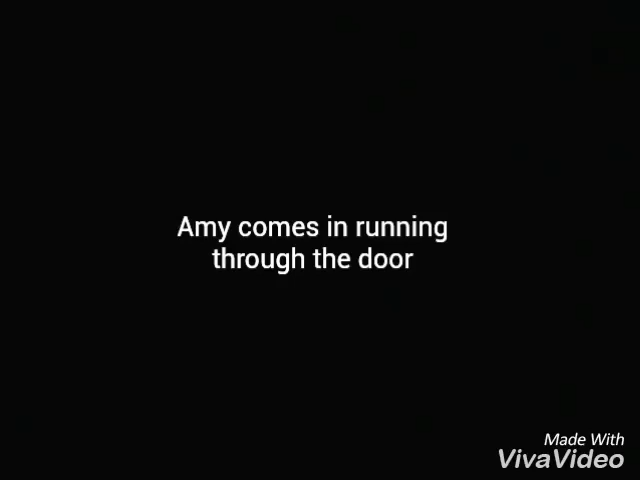 Amy comes in running
through the door
Made With
VivaVideo